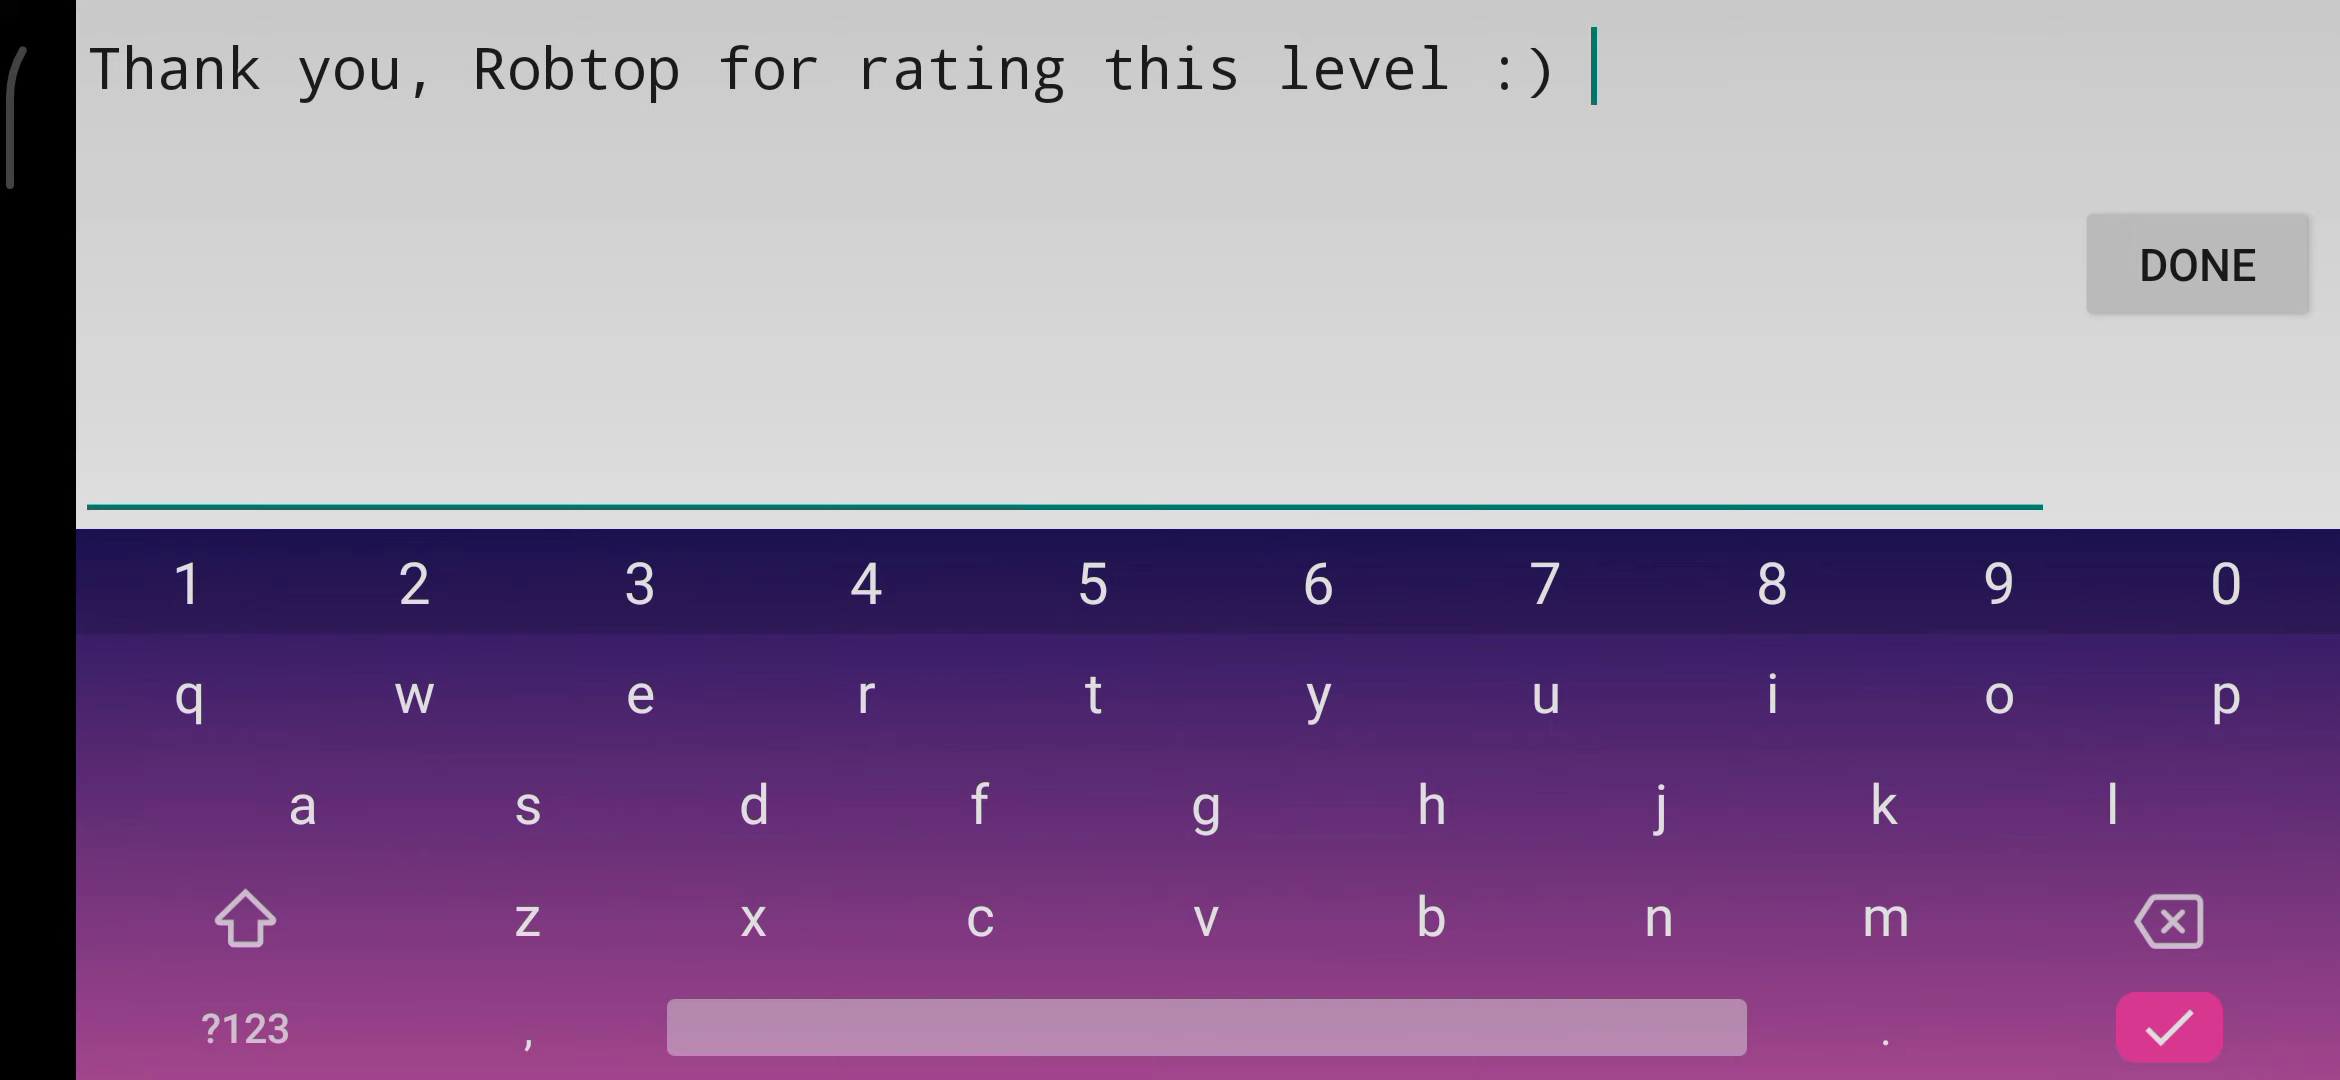 Thank you, Robtop for rating this level :)
DONE
1 2 3 4 5 6 7 8 9 0
q w e r t y u i o p
a s d f g h j k l
z x c v b n m
?123 , .